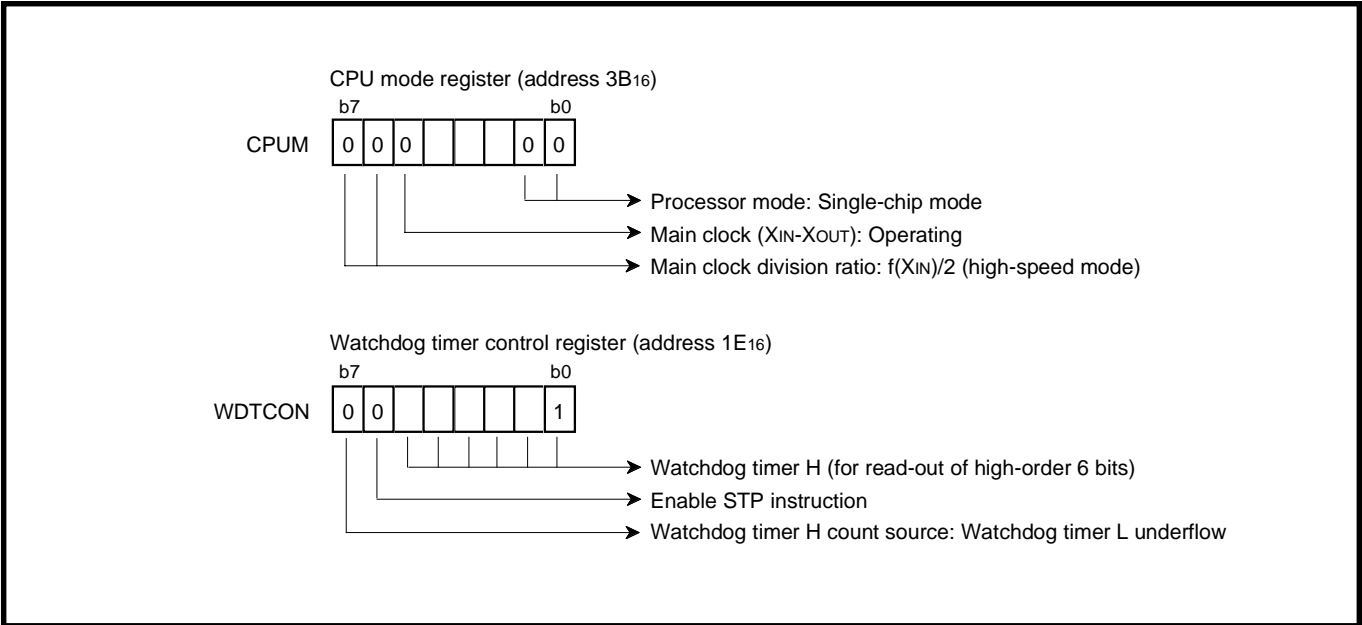 CPU mode register (address 3B16)
b7 b0
CPUM 0 0 0 0 0
Processor mode: Single-chip mode
Main clock (XIN-XOUT): Operating
Main clock division ratio: f(XIN)/2 (high-speed mode)
Watchdog timer control register (address 1E16)
b7 b0
WDTCON 0 0 1
Watchdog timer H (for read-out of high-order 6 bits)
Enable STP instruction
Watchdog timer H count source: Watchdog timer L underflow